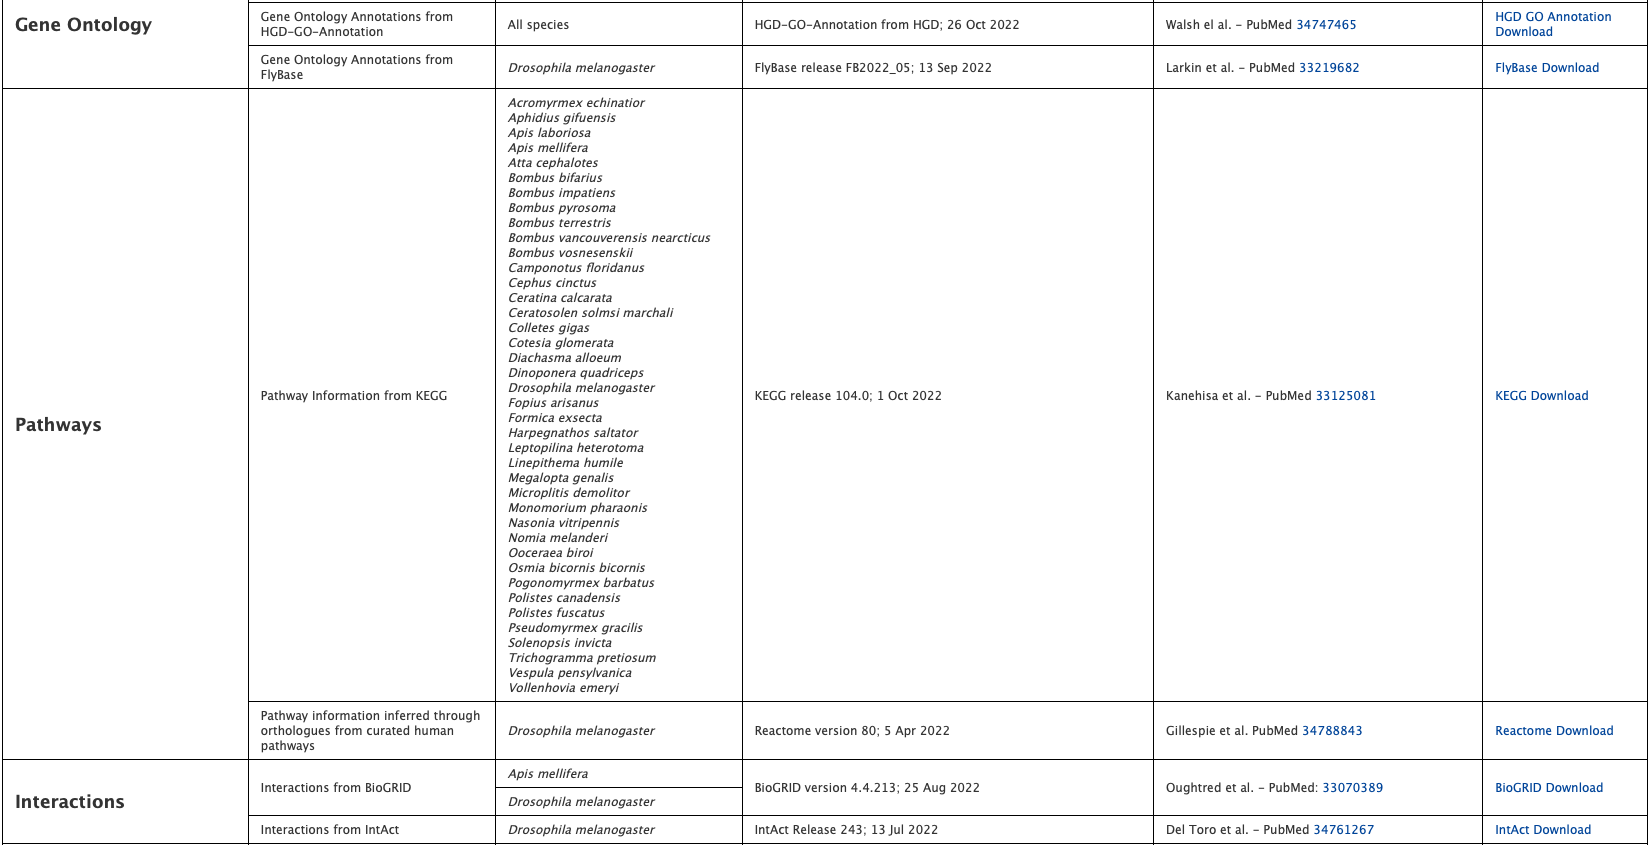 Gene Ontology
Gene Ontology Annotations from
HGD-GO-Annotation
All species
HGD-GO-Annotation from HGD; 26 Oct 2022
Walsh el al. – PubMed 34747465
HGD GO Annotation
Download
Gene Ontology Annotations from
FlyBase
Drosophila melanogaster
FlyBase release FB2022_05; 13 Sep 2022
Larkin et al. – PubMed 33219682
FlyBase Download
Pathways
Pathway Information from KEGG
Acromyrmex echinatior
Aphidius gifuensis
Apis laboriosa
Apis mellifera
Atta cephalotes
Bombus bifarius
Bombus impatiens
Bombus pyrosoma
Bombus terrestris
Bombus vancouverensis nearcticus
Bombus vosnesenskii
Camponotus floridanus
Cephus cinctus
Ceratina calcarata
Ceratosolen solmsi marchali
Colletes gigas
Cotesia glomerata
Diachasma alloeum
Dinoponera quadriceps
Drosophila melanogaster
Fopius arisanus
Formica exsecta
Harpegnathos saltator
Leptopilina heterotoma
Linepithema humile
Megalopta genalis
Microplitis demolitor
Monomorium pharaonis
Nasonia vitripennis
Nomia melanderi
Ooceraea biroi
Osmia bicornis bicornis
Pogonomyrmex barbatus
Polistes canadensis
Polistes fuscatus
Pseudomyrmex gracilis
Solenopsis invicta
Trichogramma pretiosum
Vespula pensylvanica
Vollenhovia emeryi
KEGG release 104.0; 1 Oct 2022
Kanehisa et al. – PubMed 33125081
KEGG Download
Pathway information inferred through
orthologues from curated human
pathways
Drosophila melanogaster
Reactome version 80; 5 Apr 2022
Gillespie et al. PubMed 34788843
Reactome Download
Interactions
Interactions from BioGRID
Apis mellifera
Drosophila melanogaster
BioGRID version 4.4.213; 25 Aug 2022
Oughtred et al. – PubMed: 33070389
BioGRID Download
Interactions from IntAct
Drosophila melanogaster
IntAct Release 243; 13 Jul 2022
Del Toro et al. – PubMed 34761267
IntAct Download